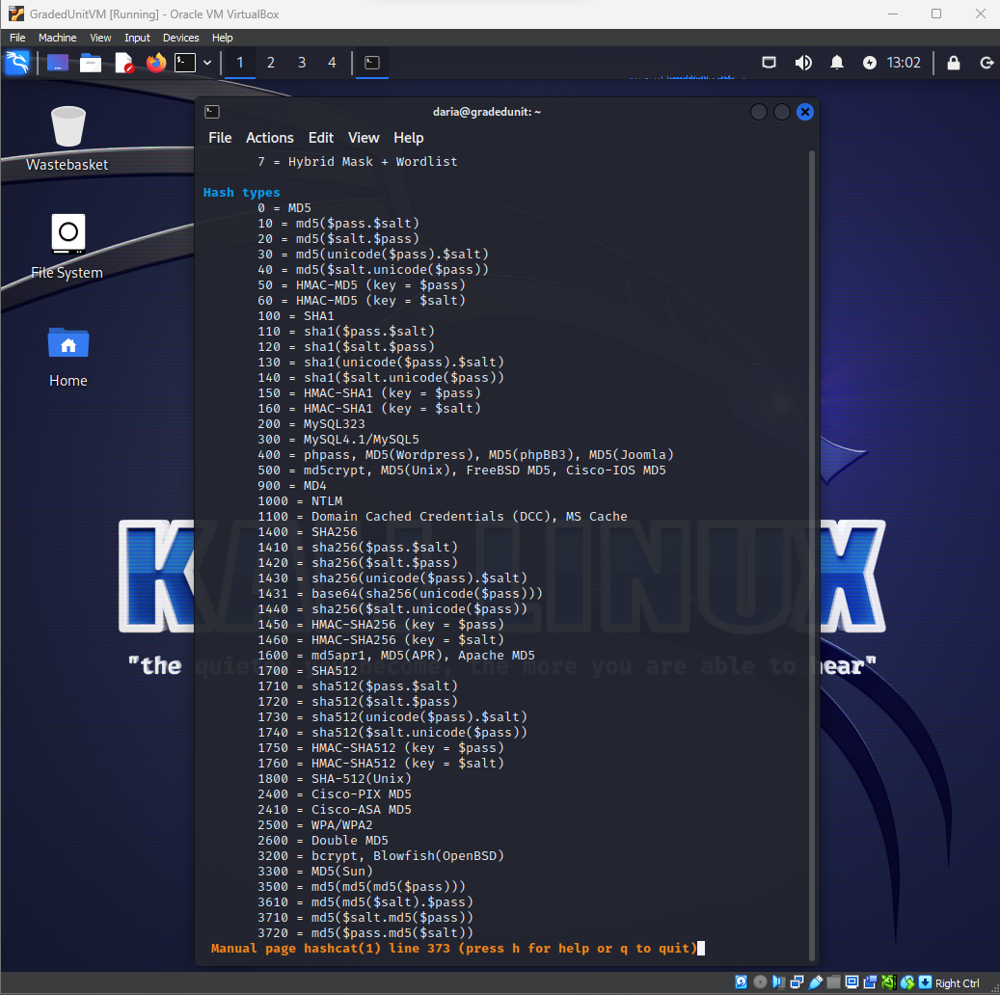 GradedUnitVM [Running] - Oracle VM VirtualBox
File Machine View Input Devices Help
1 2 3 4 13:02
daria@gradedunit: ~
File Actions Edit View Help
Wastebasket
File System
Home
7 = Hybrid Mask + Wordlist
Hash types
0 = MD5
10 = md5($pass.$salt)
20 = md5($salt.$pass)
30 = md5(unicode($pass).$salt)
40 = md5($salt.unicode($pass))
50 = HMAC-MD5 (key = $pass)
60 = HMAC-MD5 (key = $salt)
100 = SHA1
110 = sha1($pass.$salt)
120 = sha1($salt.$pass)
130 = sha1(unicode($pass).$salt)
140 = sha1($salt.unicode($pass))
150 = HMAC-SHA1 (key = $pass)
160 = HMAC-SHA1 (key = $salt)
200 = MySQL323
300 = MySQL4.1/MySQL5
400 = phpass, MD5(Wordpress), MD5(phpBB3), MD5(Joomla)
500 = md5crypt, MD5(Unix), FreeBSD MD5, Cisco-IOS MD5
900 = MD4
1000 = NTLM
1100 = Domain Cached Credentials (DCC), MS Cache
1400 = SHA256
1410 = sha256($pass.$salt)
1420 = sha256($salt.$pass)
1430 = sha256(unicode($pass).$salt)
1431 = base64(sha256(unicode($pass)))
1440 = sha256($salt.unicode($pass))
1450 = HMAC-SHA256 (key = $pass)
1460 = HMAC-SHA256 (key = $salt)
1600 = md5apr1, MD5(APR), Apache MD5
1700 = SHA512
1710 = sha512($pass.$salt)
1720 = sha512($salt.$pass)
1730 = sha512(unicode($pass).$salt)
1740 = sha512($salt.unicode($pass))
1750 = HMAC-SHA512 (key = $pass)
1760 = HMAC-SHA512 (key = $salt)
1800 = SHA-512(Unix)
2400 = Cisco-PIX MD5
2410 = Cisco-ASA MD5
2500 = WPA/WPA2
2600 = Double MD5
3200 = bcrypt, Blowfish(OpenBSD)
3300 = MD5(Sun)
3500 = md5(md5(md5($pass)))
3610 = md5(md5($salt).$pass)
3710 = md5($salt.md5($pass))
3720 = md5($pass.md5($salt))
Manual page hashcat(1) line 373 (press h for help or q to quit)
KALI LINUX
"the quieter you become, the more you are able to hear"
Right Ctrl